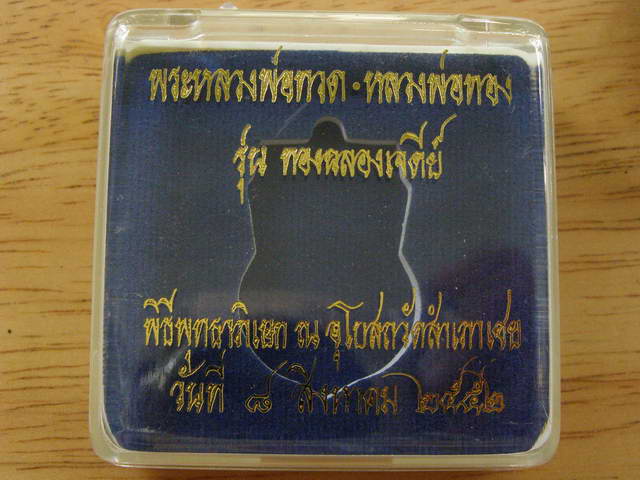 พระหลวงพ่อทวด • หลวงพ่อทอง
รุ่น ทองฉลองเจดีย์
พิธีพุทธาภิเษก ณ อุโบสถวัดสำเภาเชย
วันที่ ๘ สิงหาคม ๒๕๕๒